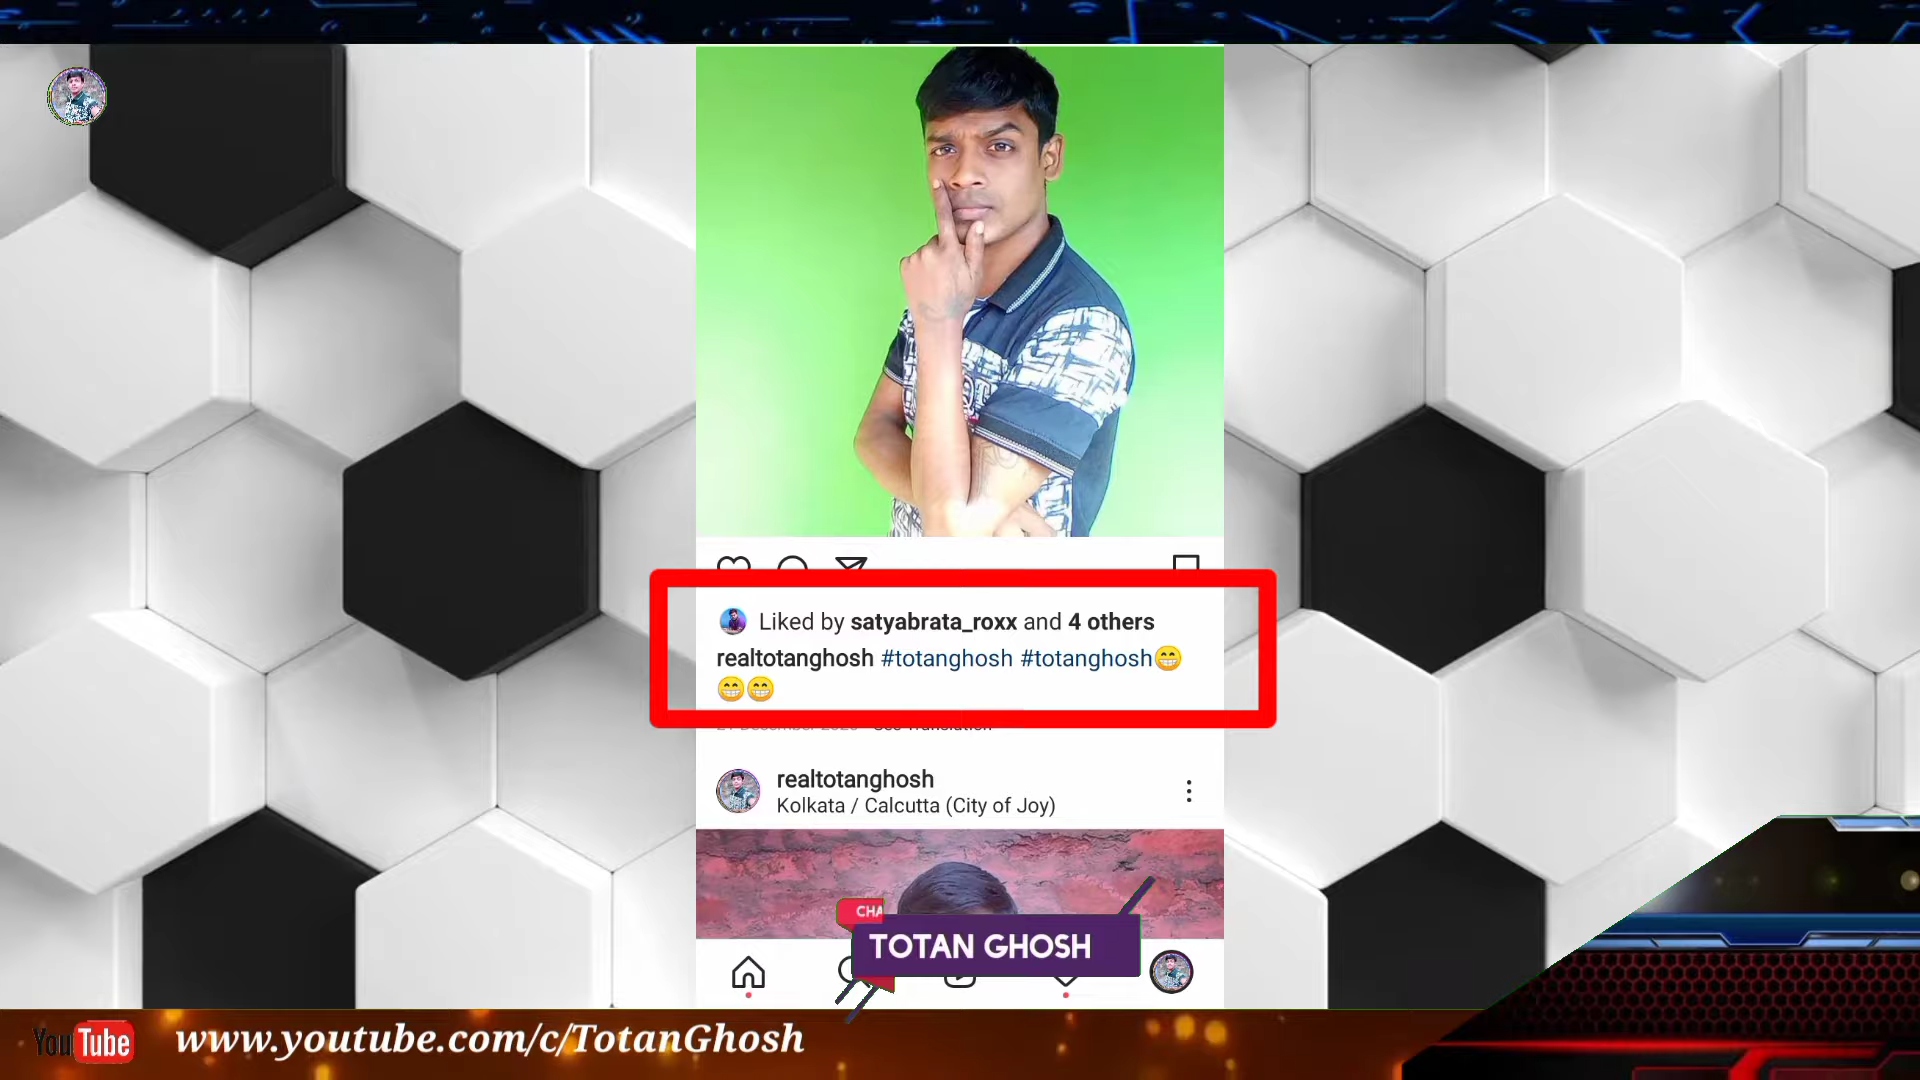 Liked by satyabrata_roxx and 4 others
realtotanghosh #totanghosh #totanghosh😁
😁😁
realtotanghosh
Kolkata / Calcutta (City of Joy)
CHA
TOTAN GHOSH
YouTube www.youtube.com/c/TotanGhosh